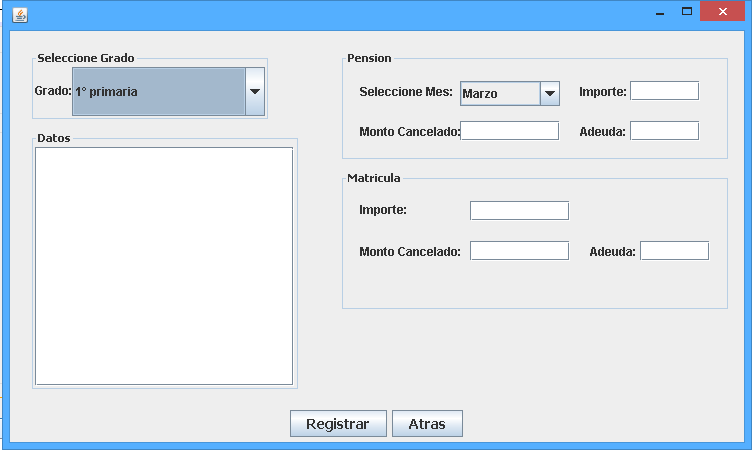 Seleccione Grado
Grado: 1° primaria
Datos
Pension
Seleccione Mes: Marzo Importe:
Monto Cancelado: Adeuda:
Matricula
Importe:
Monto Cancelado: Adeuda:
Registrar Atras